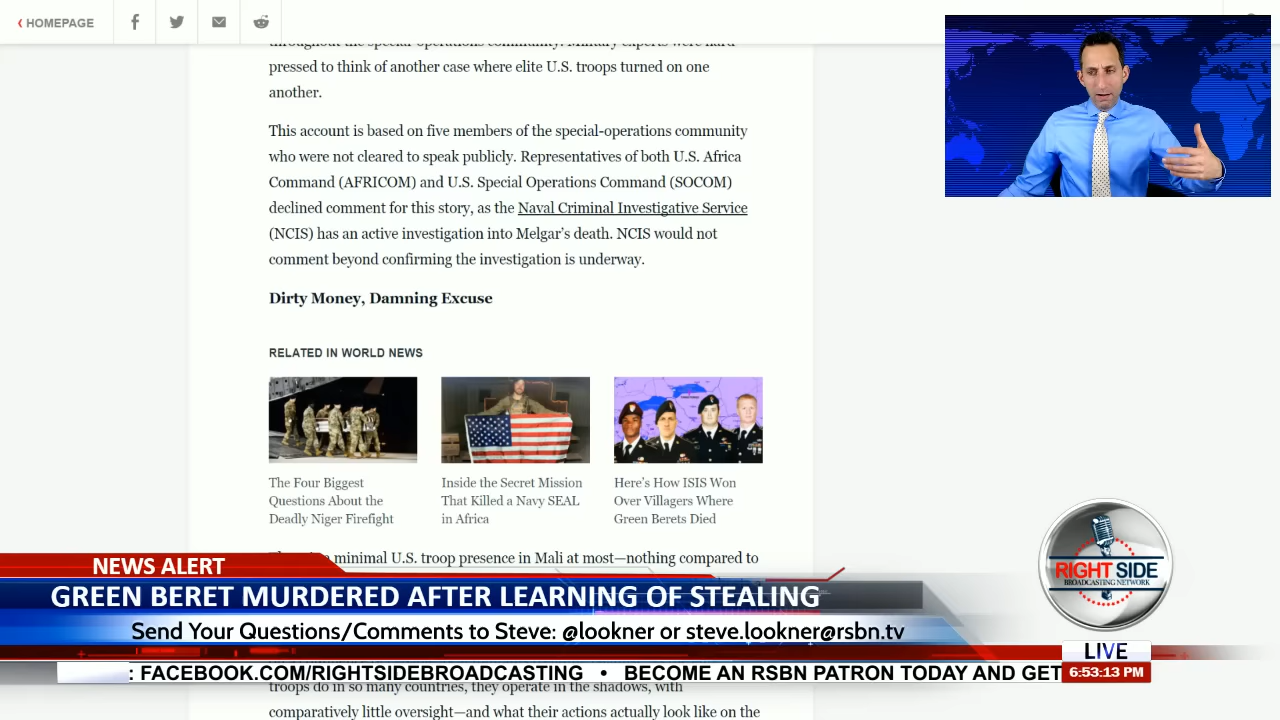 HOMEPAGE
throughout the special-operations community. Military experts were hard-
pressed to think of another case where elite U.S. troops turned on one
another.
This account is based on five members of the special-operations community
who were not cleared to speak publicly. Representatives of both U.S. Africa
Command (AFRICOM) and U.S. Special Operations Command (SOCOM)
declined comment for this story, as the Naval Criminal Investigative Service
(NCIS) has an active investigation into Melgar’s death. NCIS would not
comment beyond confirming the investigation is underway.
Dirty Money, Damning Excuse
RELATED IN WORLD NEWS
The Four Biggest
Questions About the
Deadly Niger Firefight
Inside the Secret Mission
That Killed a Navy SEAL
in Africa
Here’s How ISIS Won
Over Villagers Where
Green Berets Died
minimal U.S. troop presence in Mali at most—nothing compared to
NEWS ALERT
GREEN BERET MURDERED AFTER LEARNING OF STEALING
Send Your Questions/Comments to Steve: @lookner or steve.lookner@rsbn.tv
RIGHT SIDE
BROADCASTING NETWORK
LIVE
6:53:13 PM
: FACEBOOK.COM/RIGHTSIDEBROADCASTING • BECOME AN RSBN PATRON TODAY AND GET
troops do in so many countries, they operate in the shadows, with
comparatively little oversight—and what their actions actually look like on the